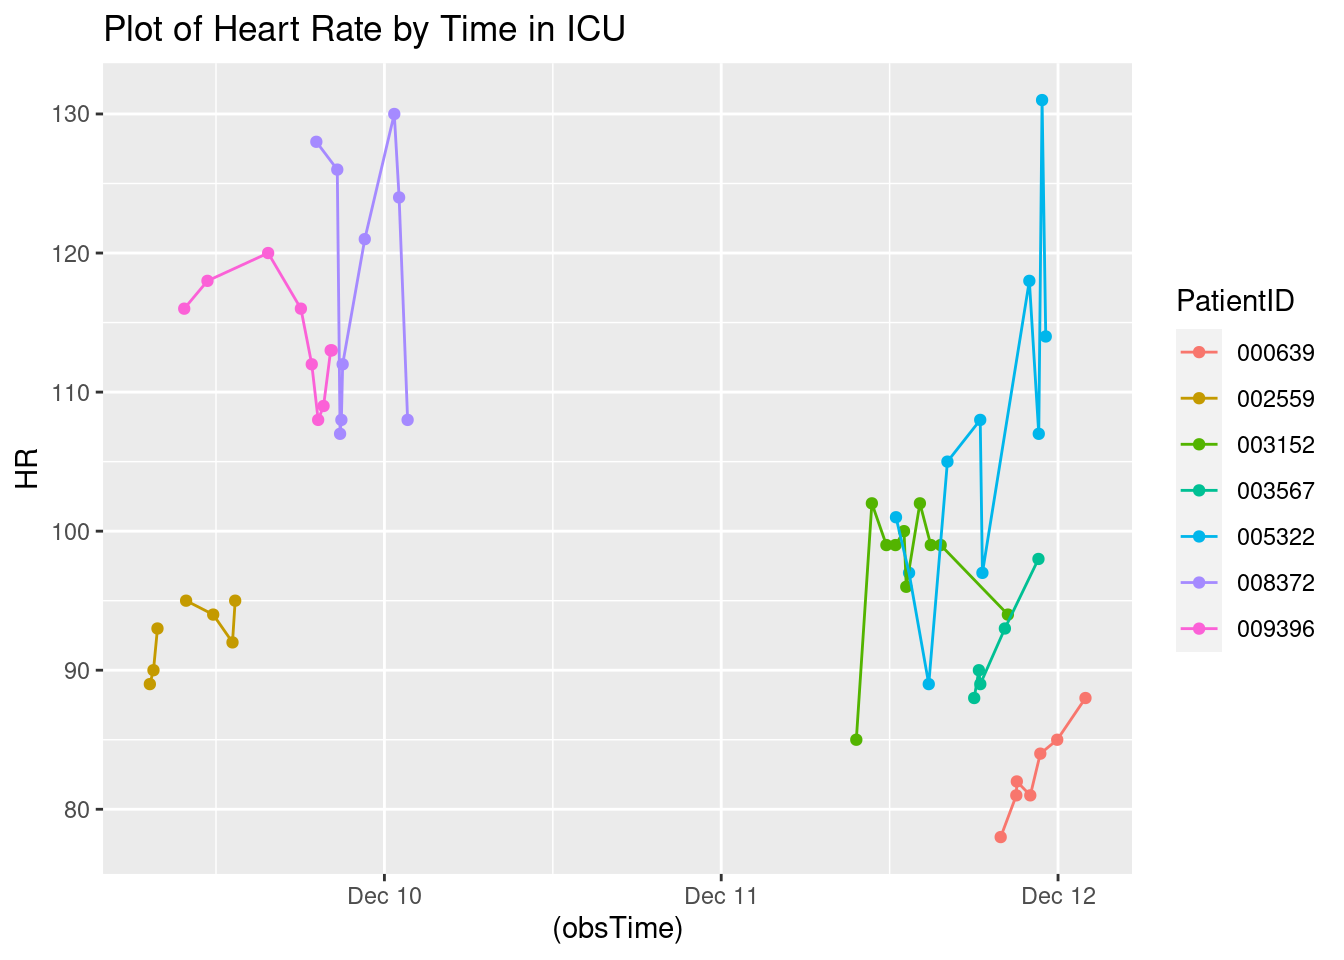 Plot of Heart Rate by Time in ICU
130
120
110
100
90
80
HR
Dec 10
Dec 11
Dec 12
(obsTime)
PatientID
000639
002559
003152
003567
005322
008372
009396